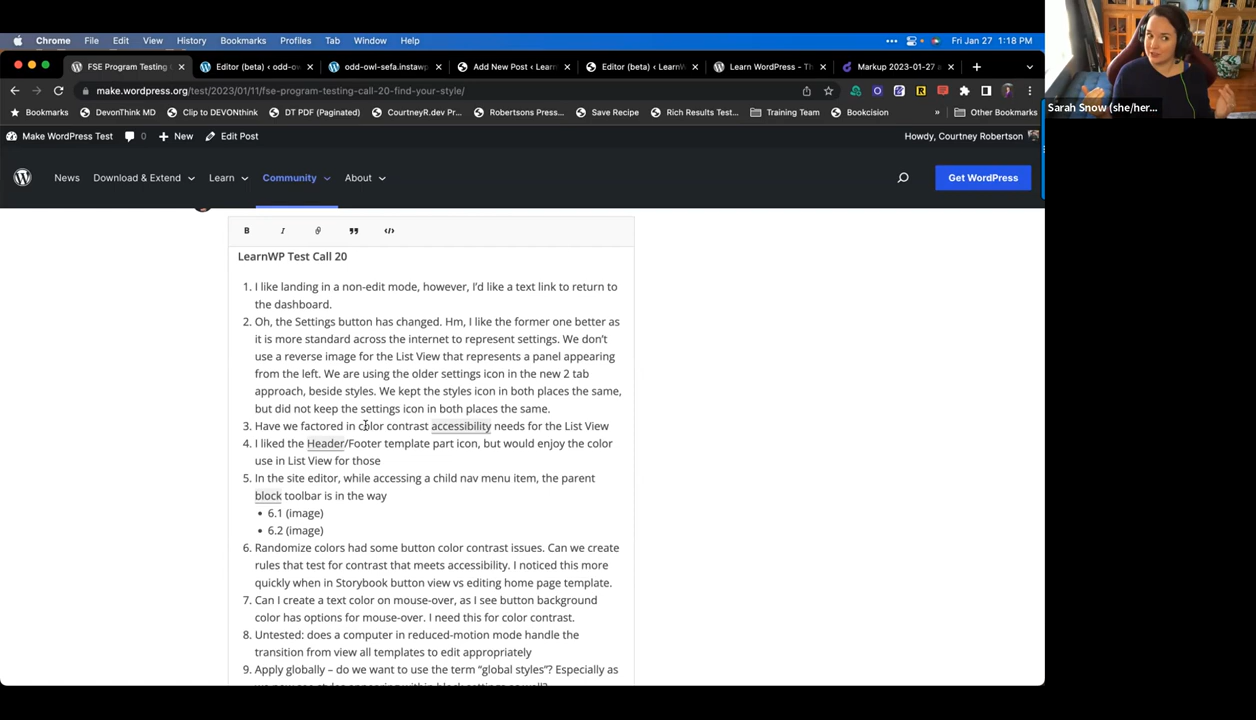 Chrome File Edit View History Bookmarks Profiles Tab Window Help ••• Fri Jan 27 1:18 PM
FSE Program Testing Editor (beta) ‹ odd-o odd-owl-sefa.instawp Add New Post ‹ Learn Editor (beta) ‹ Learn Learn WordPress – Th Markup 2023-01-27 a
make.wordpress.org/test/2023/01/11/fse-program-testing-call-20-find-your-style/
Bookmarks DevonThink MD Clip to DEVONthink DT PDF (Paginated) CourtneyR.dev Pr... Robertsons Press... Save Recipe The Block Course Training Team Bookcision » Other Bookmarks
Make WordPress Test 0 New Edit Post Howdy, Courtney Robertson
News Download & Extend Learn Community About Get WordPress
B I
LearnWP Test Call 20
1. I like landing in a non-edit mode, however, I'd like a text link to return to
the dashboard.
2. Oh, the Settings button has changed. Hm, I like the former one better as
it is more standard across the internet to represent settings. We don't
use a reverse image for the List View that represents a panel appearing
from the left. We are using the older settings icon in the new 2 tab
approach, beside styles. We kept the styles icon in both places the same,
but did not keep the settings icon in both places the same.
3. Have we factored in color contrast accessibility needs for the List View
4. I liked the Header/Footer template part icon, but would enjoy the color
use in List View for those
5. In the site editor, while accessing a child nav menu item, the parent
block toolbar is in the way
• 6.1 (image)
• 6.2 (image)
6. Randomize colors had some button color contrast issues. Can we create
rules that test for contrast that meets accessibility. I noticed this more
quickly when in Storybook button view vs editing home page template.
7. Can I create a text color on mouse-over, as I see button background
color has options for mouse-over. I need this for color contrast.
8. Untested: does a computer in reduced-motion mode handle the
transition from view all templates to edit appropriately
9. Apply globally – do we want to use the term "global styles"? Especially as
Sarah Snow (she/her...